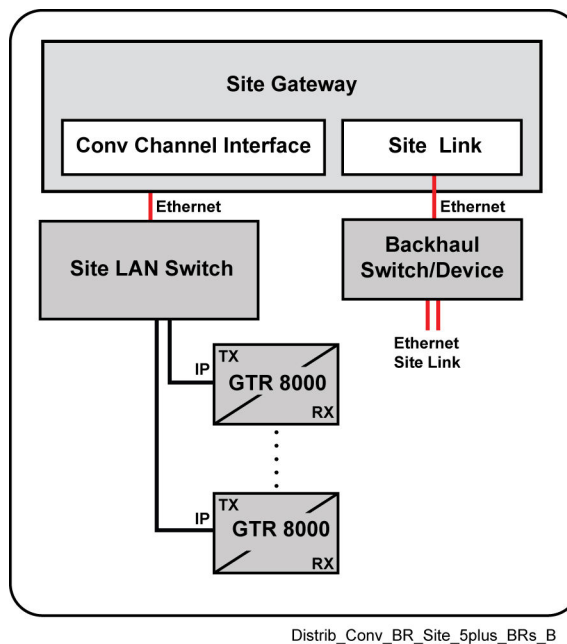 Site Gateway
Conv Channel Interface
Site Link
Ethernet
Ethernet
Site LAN Switch
Backhaul
Switch/Device
Ethernet
Site Link
IP
TX
GTR 8000
RX
IP
TX
GTR 8000
RX
Distrib_Conv_BR_Site_5plus_BRs_B